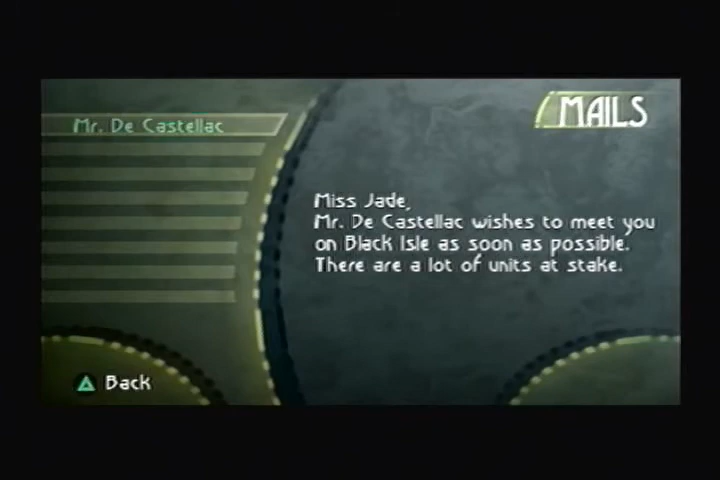 MAILS
Mr. De Castellac
Miss Jade,
Mr. De Castellac wishes to meet you
on Black Isle as soon as possible.
There are a lot of units at stake.
Back